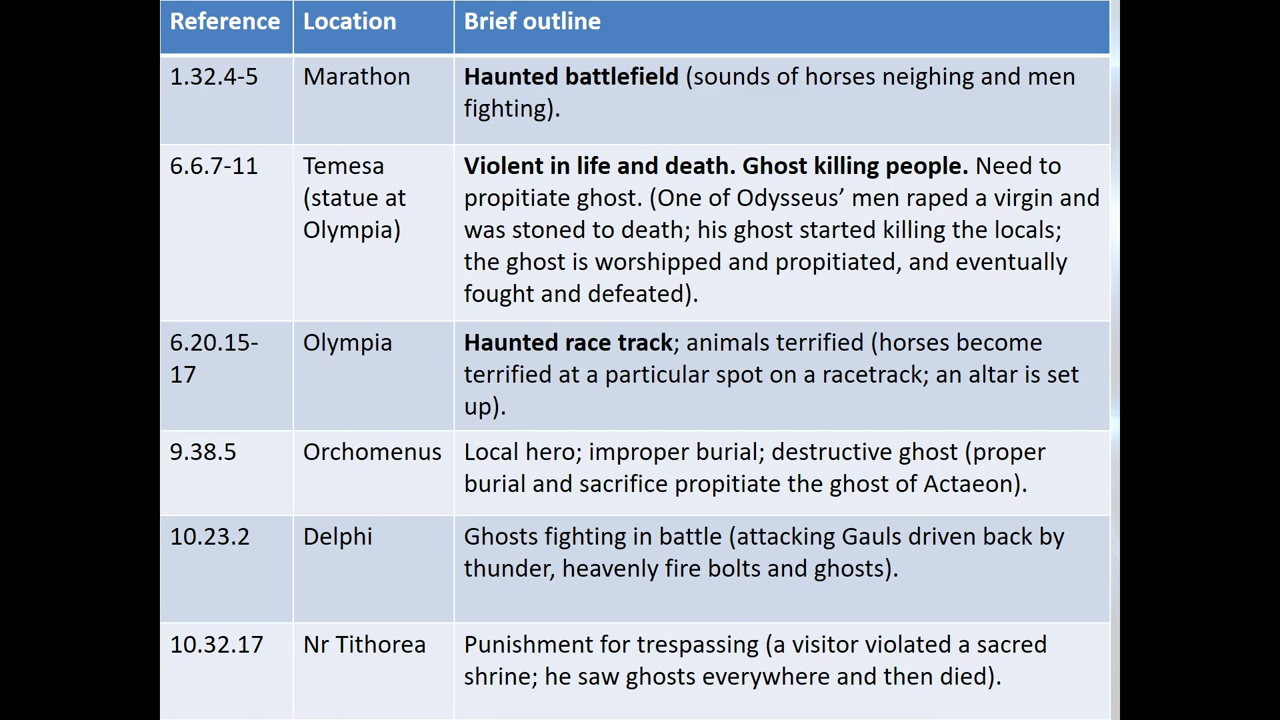 Reference Location Brief outline
1.32.4-5 Marathon Haunted battlefield (sounds of horses neighing and men
fighting).
6.6.7-11 Temesa Violent in life and death. Ghost killing people. Need to
(statue at propitiate ghost. (One of Odysseus’ men raped a virgin and
Olympia) was stoned to death; his ghost started killing the locals;
the ghost is worshipped and propitiated, and eventually
fought and defeated).
6.20.15- Olympia Haunted race track; animals terrified (horses become
17 terrified at a particular spot on a racetrack; an altar is set
up).
9.38.5 Orchomenus Local hero; improper burial; destructive ghost (proper
burial and sacrifice propitiate the ghost of Actaeon).
10.23.2 Delphi Ghosts fighting in battle (attacking Gauls driven back by
thunder, heavenly fire bolts and ghosts).
10.32.17 Nr Tithorea Punishment for trespassing (a visitor violated a sacred
shrine; he saw ghosts everywhere and then died).